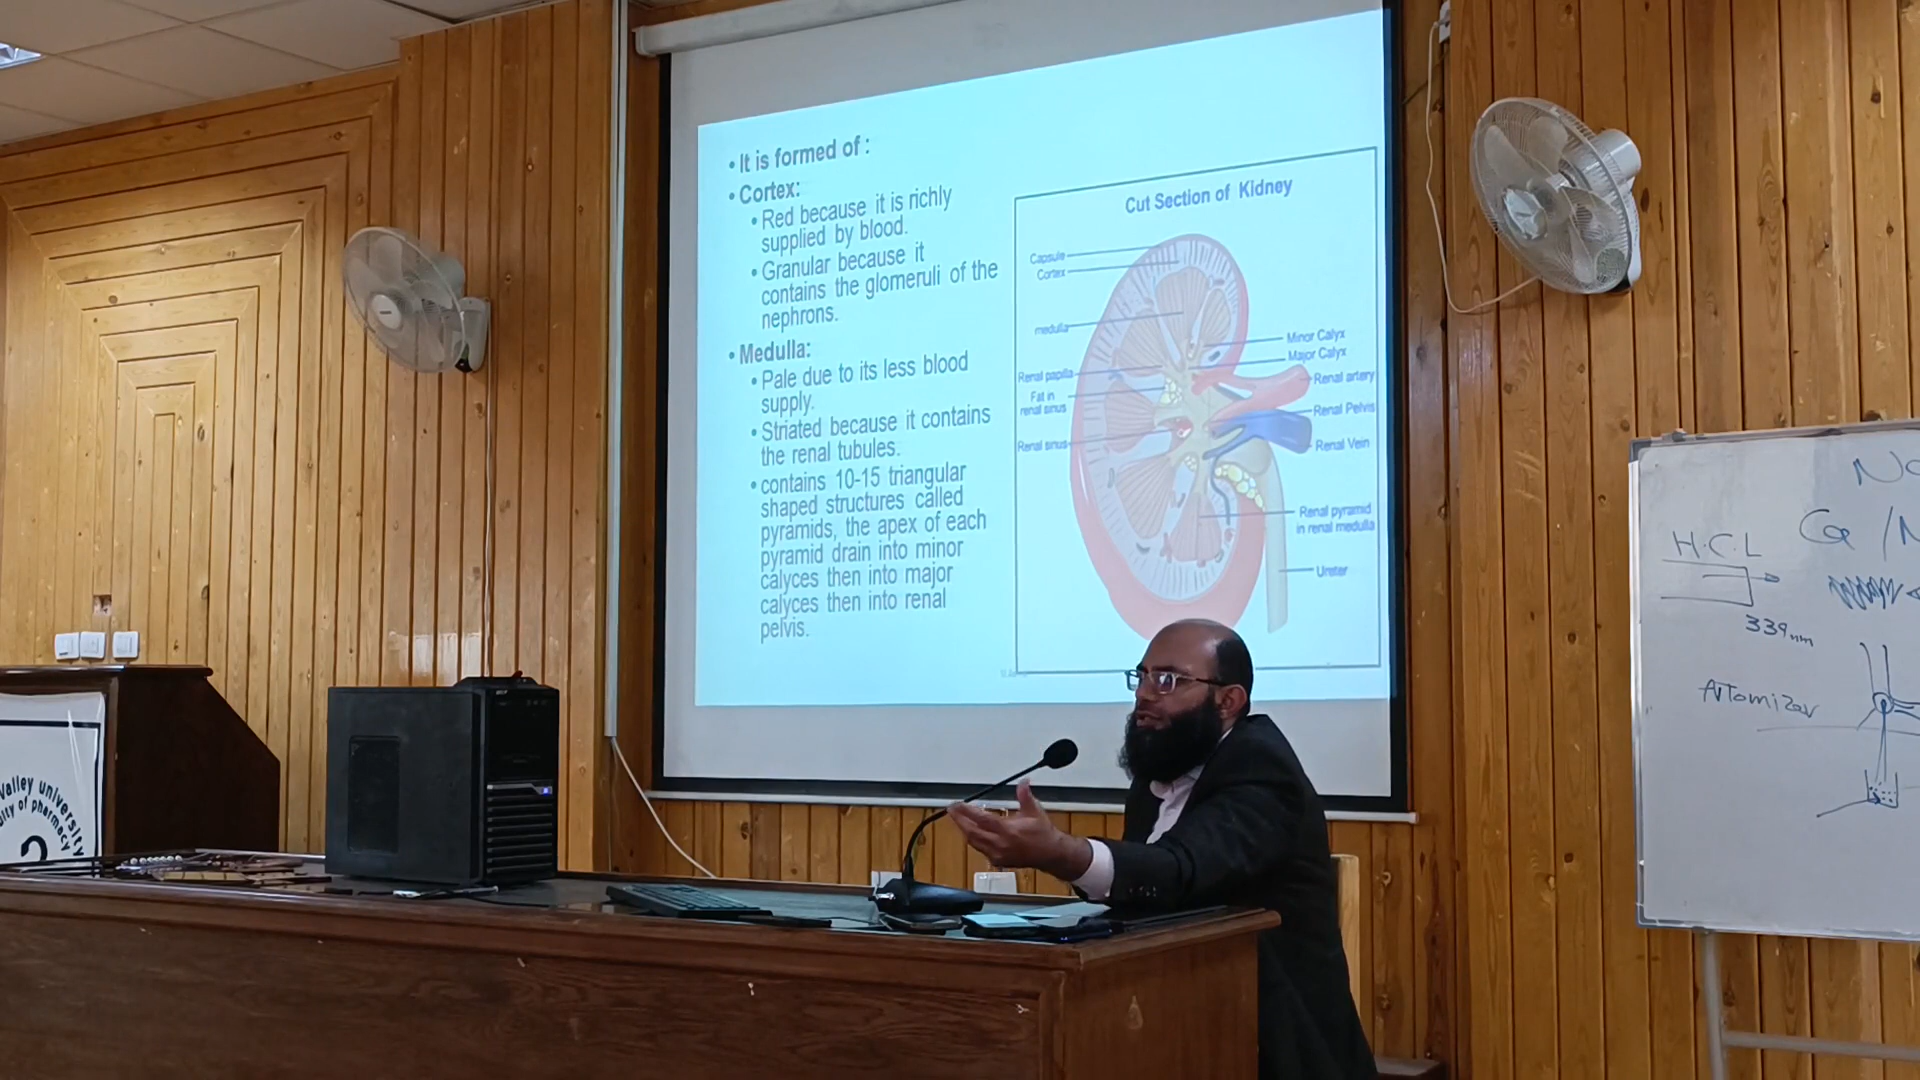 • It is formed of :
• Cortex:
• Red because it is richly
supplied by blood.
• Granular because it
contains the glomeruli of the
nephrons.
• Medulla:
• Pale due to its less blood
supply.
• Striated because it contains
the renal tubules.
• contains 10-15 triangular
shaped structures called
pyramids, the apex of each
pyramid drain into minor
calyces then into major
calyces then into renal
pelvis.
Cut Section of Kidney
Capsule
Cortex
medulla
Renal papilla
Fat in
renal sinus
Renal sinus
Minor Calyx
Major Calyx
Renal artery
Renal Pelvis
Renal Vein
Renal pyramid
in renal medulla
Ureter
H.C.L
339 nm
Atomizer
valley university
of pharmacy